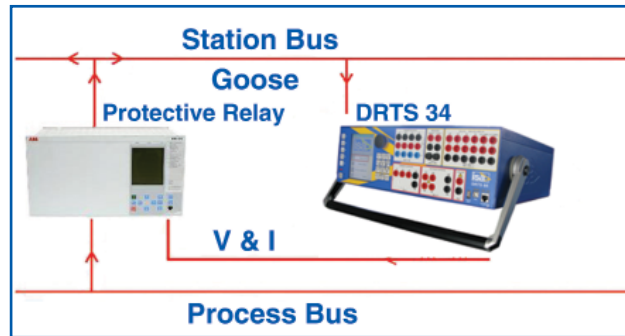 Station Bus
Goose
Protective Relay
DRTS 34
V & I
Process Bus